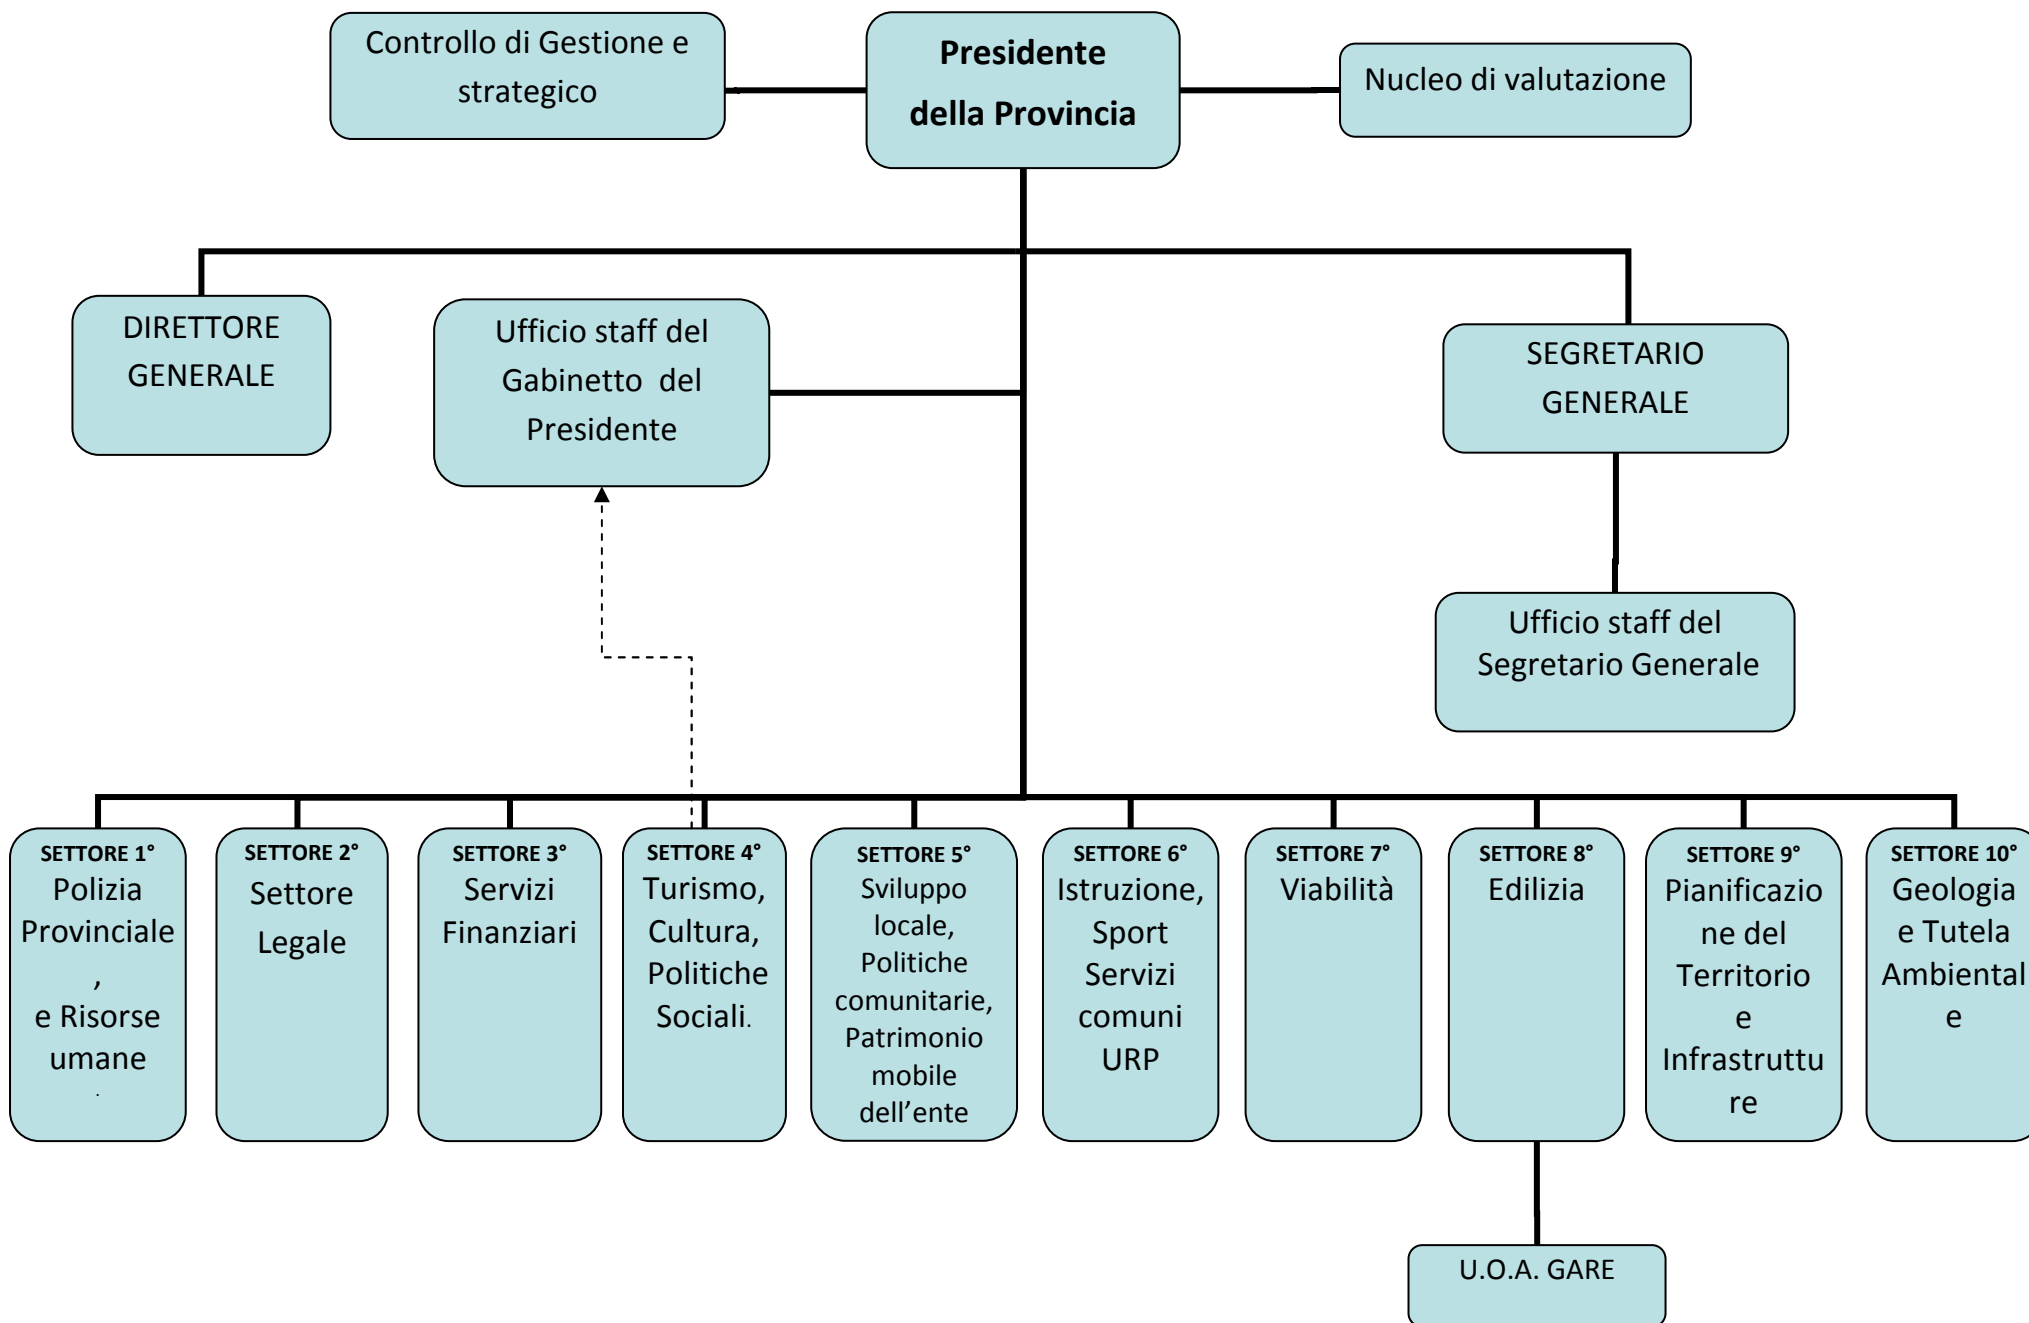 Controllo di Gestione e
strategico
Presidente
della Provincia
Nucleo di valutazione
DIRETTORE
GENERALE
Ufficio staff del
Gabinetto del
Presidente
SEGRETARIO
GENERALE
Ufficio staff del
Segretario Generale
SETTORE 1°
Polizia
Provinciale
,
e Risorse
umane
.
SETTORE 2°
Settore
Legale
SETTORE 3°
Servizi
Finanziari
SETTORE 4°
Turismo,
Cultura,
Politiche
Sociali.
SETTORE 5°
Sviluppo
locale,
Politiche
comunitarie,
Patrimonio
mobile
dell’ente
SETTORE 6°
Istruzione,
Sport
Servizi
comuni
URP
SETTORE 7°
Viabilità
SETTORE 8°
Edilizia
SETTORE 9°
Pianificazio
ne del
Territorio
e
Infrastruttu
re
SETTORE 10°
Geologia
e Tutela
Ambiental
e
U.O.A. GARE